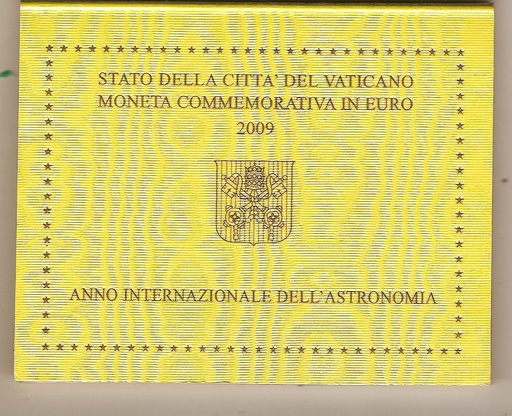 STATO DELLA CITTA' DEL VATICANO
MONETA COMMEMORATIVA IN EURO
2009
ANNO INTERNAZIONALE DELL'ASTRONOMIA